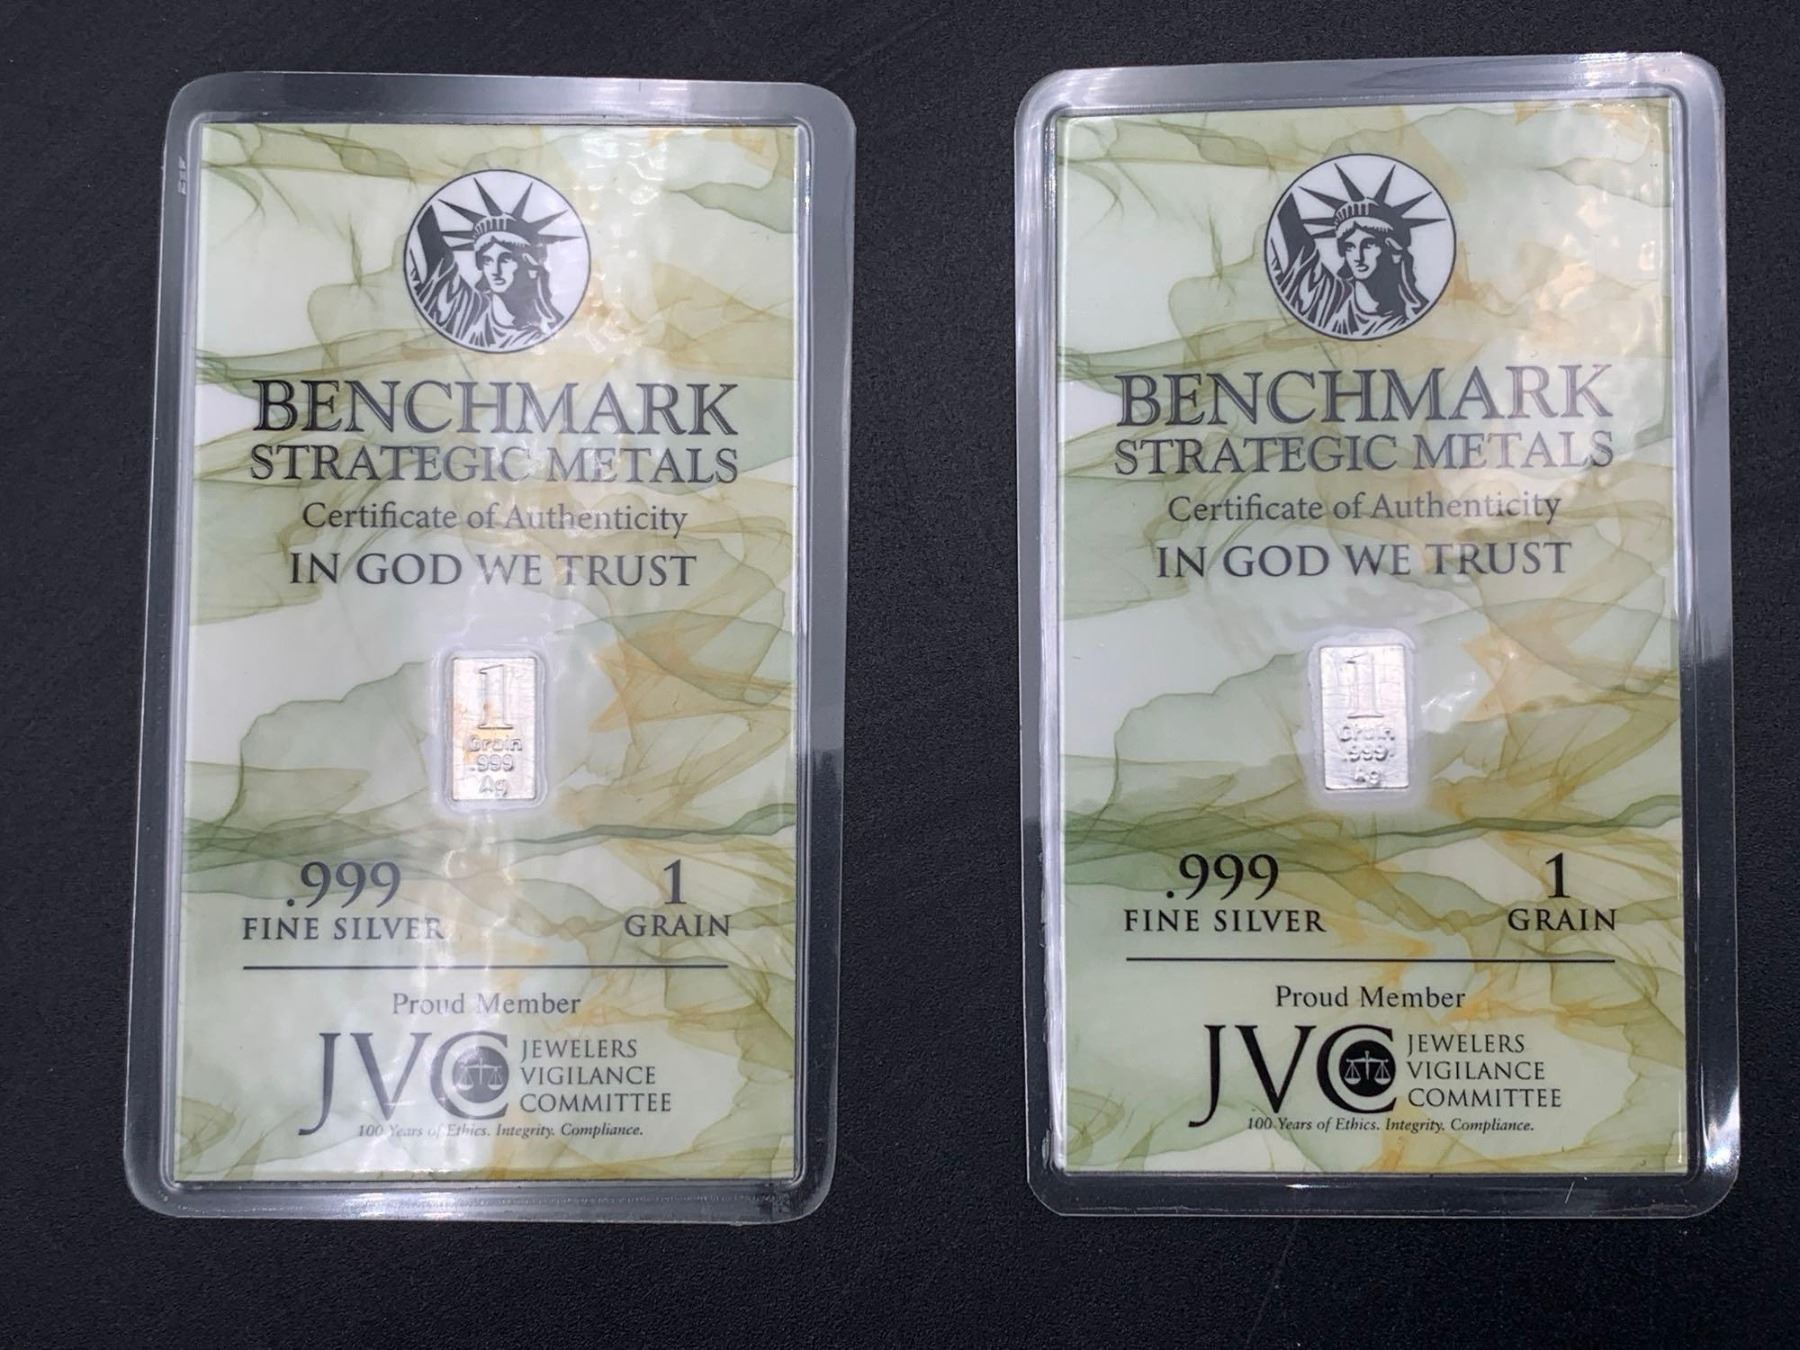 BENCHMARK
STRATEGIC METALS
Certificate of Authenticity
IN GOD WE TRUST
1
Grain
.999
Ag
.999
FINE SILVER
1
GRAIN
Proud Member
JVC
JEWELERS
VIGILANCE
COMMITTEE
100 Years of Ethics. Integrity. Compliance.
BENCHMARK
STRATEGIC METALS
Certificate of Authenticity
IN GOD WE TRUST
1
Grain
.999
Ag
.999
FINE SILVER
1
GRAIN
Proud Member
JVC
JEWELERS
VIGILANCE
COMMITTEE
100 Years of Ethics. Integrity. Compliance.